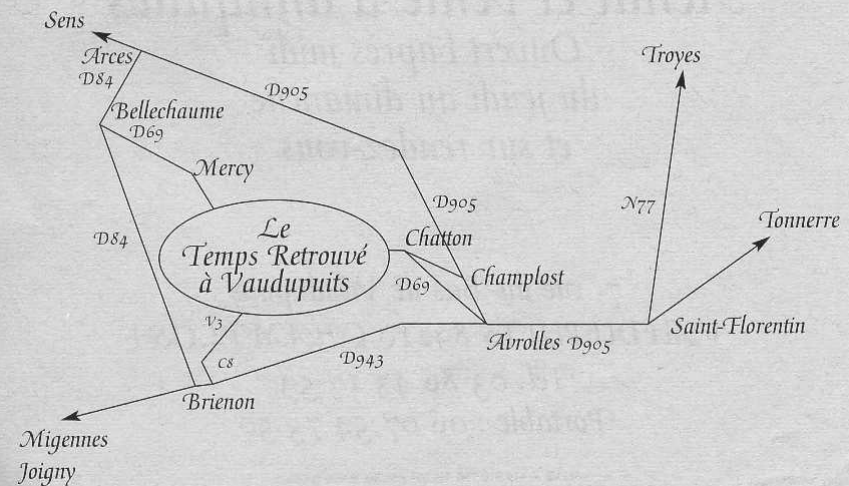 Sens
Arces
D84
D905
Troyes
Bellechaume
D69
Mercy
D905
N77
Tonnerre
D84
Le
Temps Retrouvé
à Vaudupuits
Chatton
D69
Champlost
V3
C8
D943
Avrolles D905
Saint-Florentin
Brienon
Migennes
Joigny